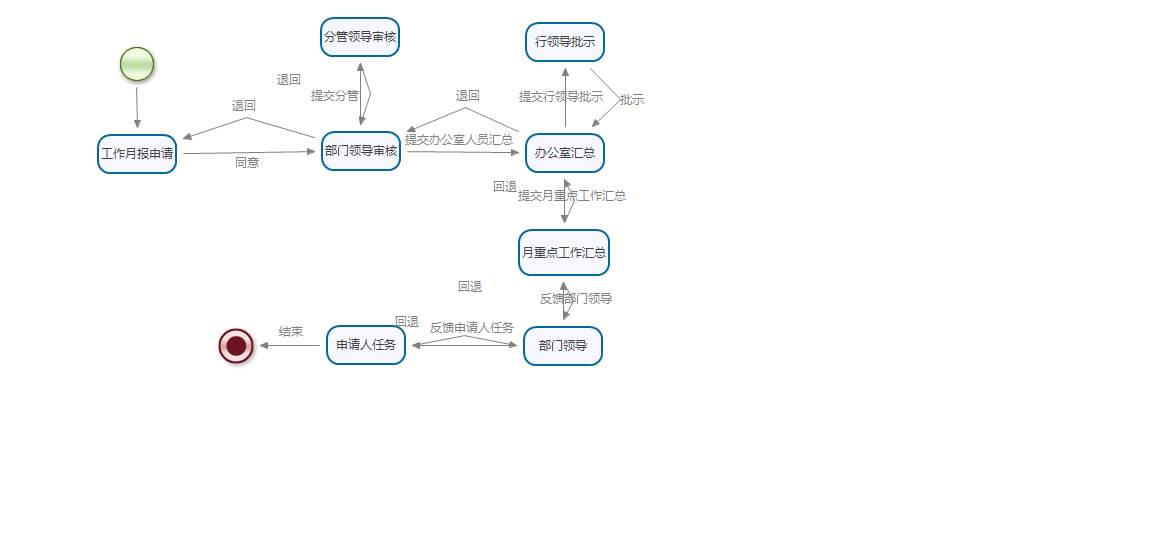 分管领导审核
行领导批示
退回
提交分管
退回
退回
提交行领导批示
批示
工作月报申请
同意
部门领导审核
提交办公室人员汇总
办公室汇总
回退
提交月重点工作汇总
月重点工作汇总
回退
反馈部门领导
结束
申请人任务
回退
反馈申请人任务
部门领导